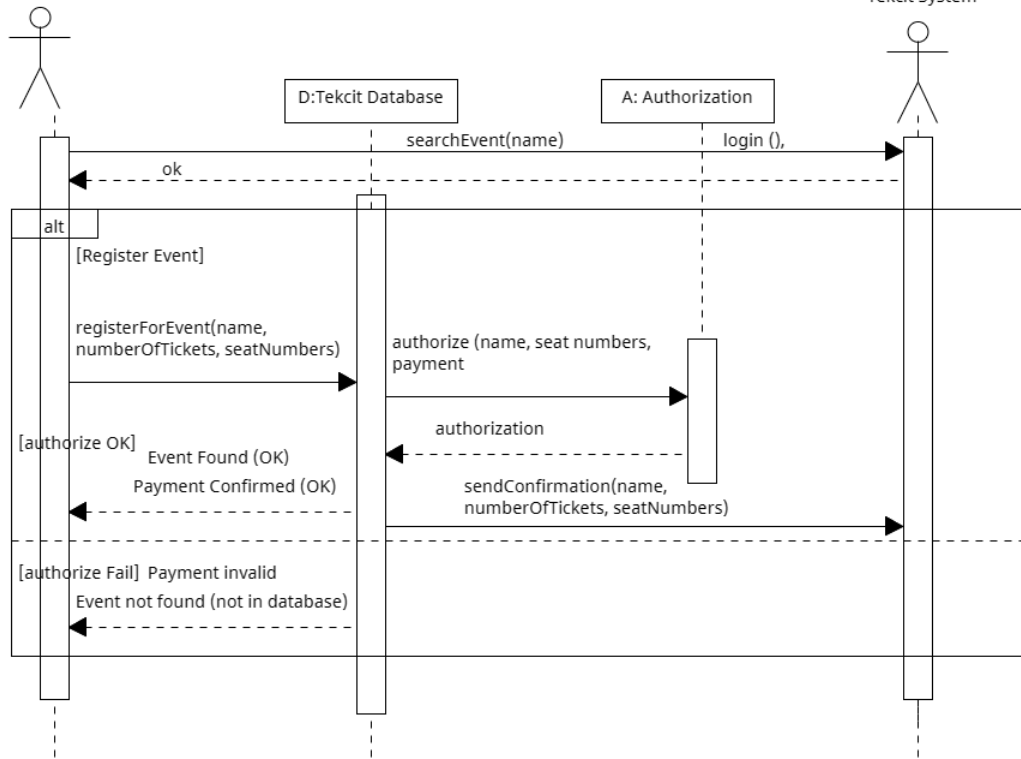 Tekcit System
D:Tekcit Database
A: Authorization
searchEvent(name)
login (),
ok
alt
[Register Event]
registerForEvent(name,
numberOfTickets, seatNumbers)
authorize (name, seat numbers,
payment
authorization
[authorize OK]
Event Found (OK)
Payment Confirmed (OK)
sendConfirmation(name,
numberOfTickets, seatNumbers)
[authorize Fail] Payment invalid
Event not found (not in database)